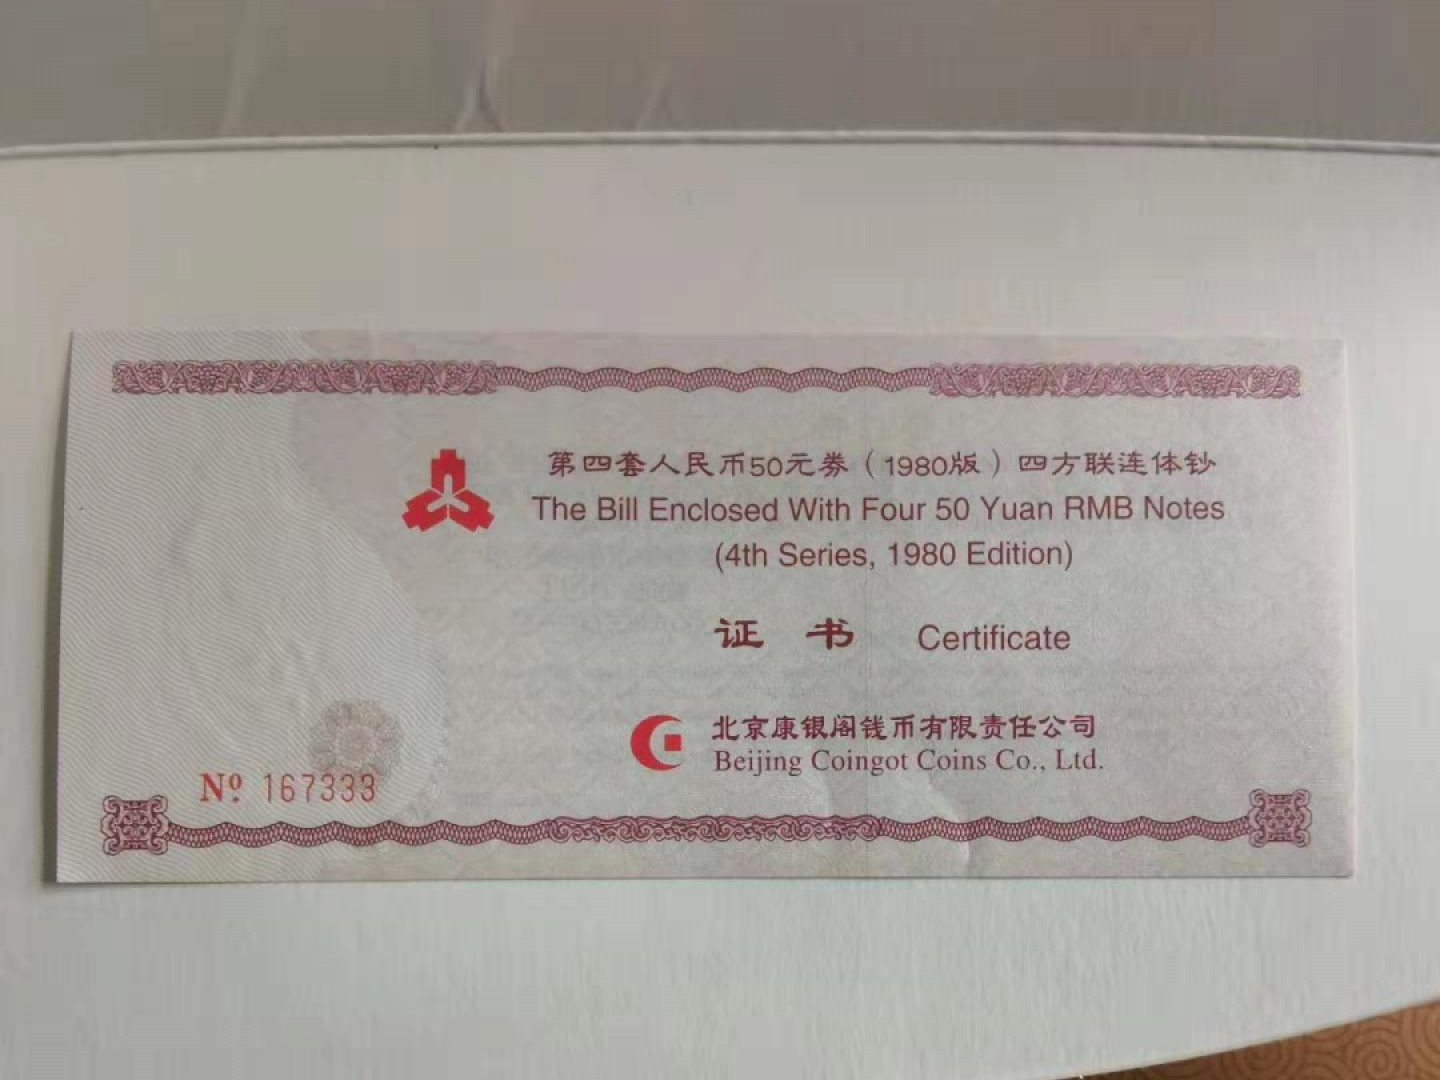 第四套人民币50元券（1980版）四方联连体钞
The Bill Enclosed With Four 50 Yuan RMB Notes
(4th Series, 1980 Edition)
证书 Certificate
北京康银阁钱币有限责任公司
Beijing Coingot Coins Co., Ltd.
Nº 167333